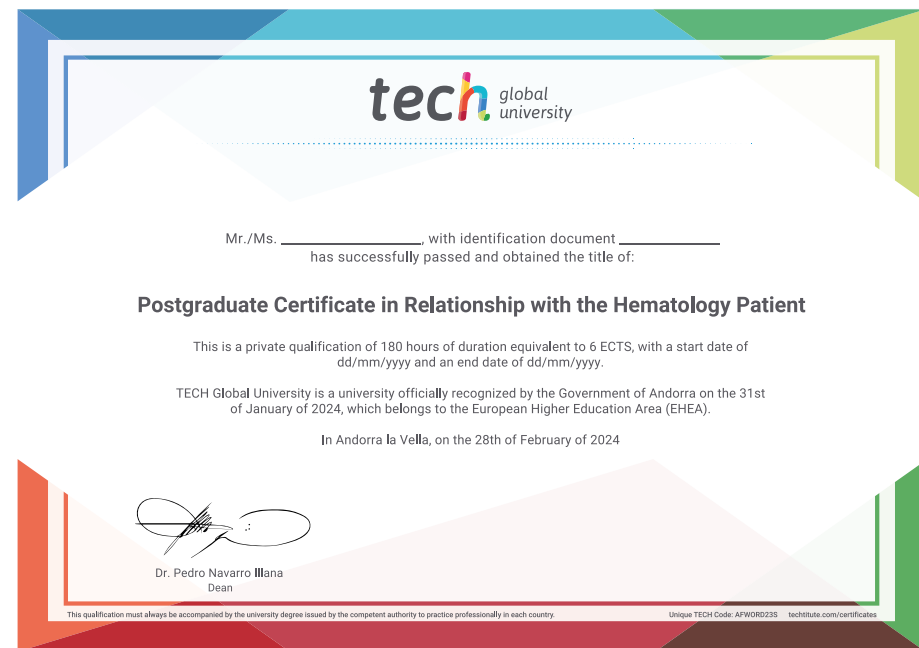 tech global university
Mr./Ms. ____________________, with identification document ______________
has successfully passed and obtained the title of:
Postgraduate Certificate in Relationship with the Hematology Patient
This is a private qualification of 180 hours of duration equivalent to 6 ECTS, with a start date of
dd/mm/yyyy and an end date of dd/mm/yyyy.
TECH Global University is a university officially recognized by the Government of Andorra on the 31st
of January of 2024, which belongs to the European Higher Education Area (EHEA).
In Andorra la Vella, on the 28th of February of 2024
Dr. Pedro Navarro Illana
Dean
This qualification must always be accompanied by the university degree issued by the competent authority to practice professionally in each country.
Unique TECH Code: AFWORD23S techtitute.com/certificates